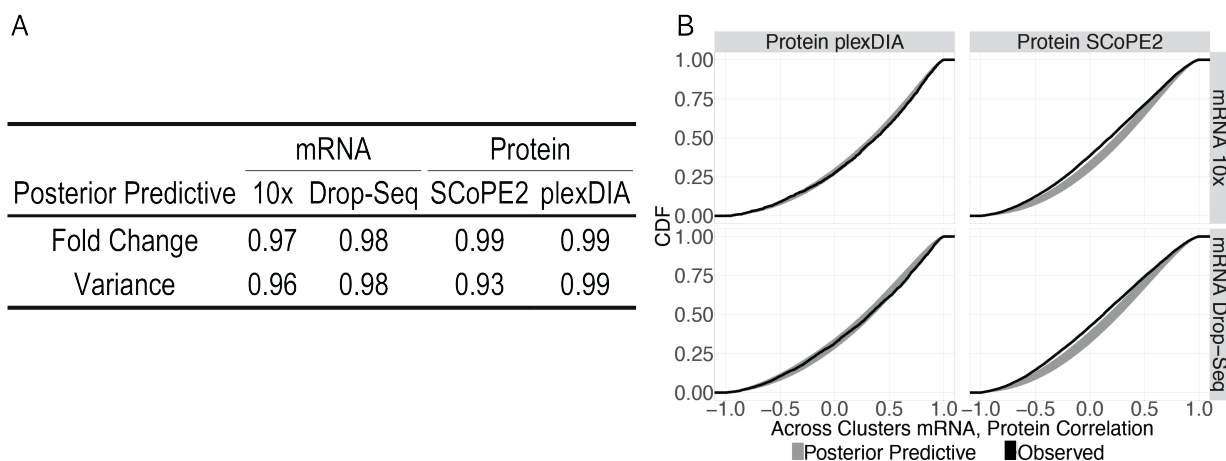 A
mRNA Protein
Posterior Predictive 10x Drop-Seq SCoPE2 plexDIA
Fold Change 0.97 0.98 0.99 0.99
Variance 0.96 0.98 0.93 0.99
B
Protein plexDIA Protein SCoPE2
1.00
0.75
0.50
0.25
0.00
mRNA 10x
CDF
1.00
0.75
0.50
0.25
0.00
mRNA Drop−Seq
−1.0 −0.5 0.0 0.5 1.0 −1.0 −0.5 0.0 0.5 1.0
Across Clusters mRNA, Protein Correlation
Posterior Predictive Observed